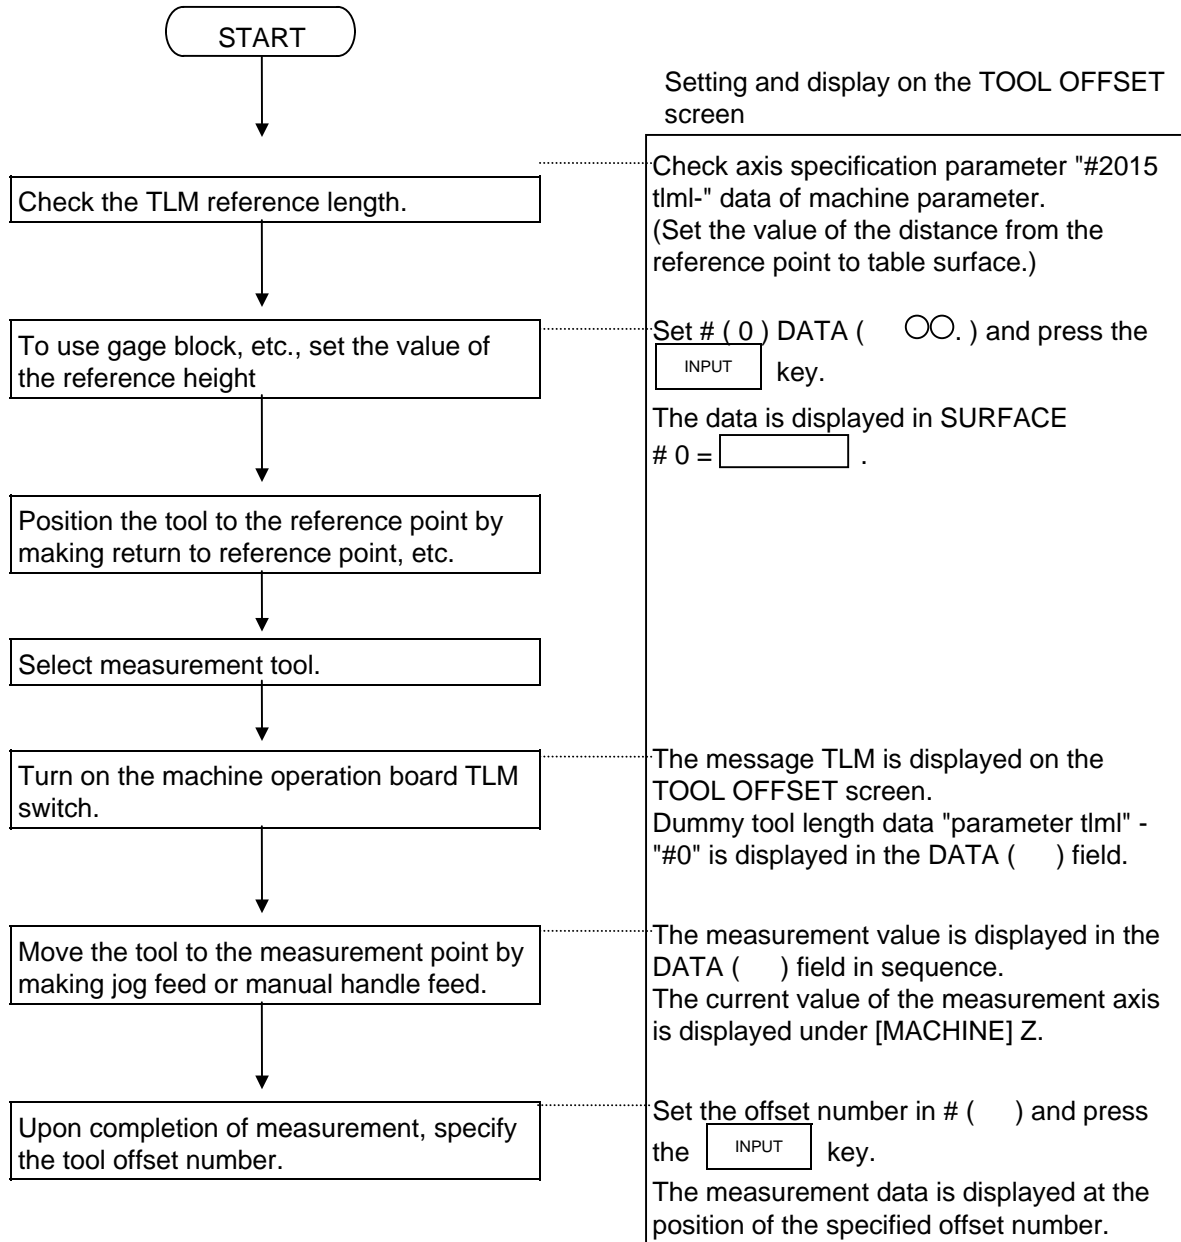 START
Setting and display on the TOOL OFFSET
screen
Check the TLM reference length.
Check axis specification parameter "#2015
tlml-" data of machine parameter.
(Set the value of the distance from the
reference point to table surface.)
To use gage block, etc., set the value of
the reference height
Set # ( 0 ) DATA ( ○○. ) and press the
INPUT key.
The data is displayed in SURFACE
# 0 = .
Position the tool to the reference point by
making return to reference point, etc.
Select measurement tool.
Turn on the machine operation board TLM
switch.
The message TLM is displayed on the
TOOL OFFSET screen.
Dummy tool length data "parameter tlml" -
"#0" is displayed in the DATA ( ) field.
Move the tool to the measurement point by
making jog feed or manual handle feed.
The measurement value is displayed in the
DATA ( ) field in sequence.
The current value of the measurement axis
is displayed under [MACHINE] Z.
Upon completion of measurement, specify
the tool offset number.
Set the offset number in # ( ) and press
the INPUT key.
The measurement data is displayed at the
position of the specified offset number.